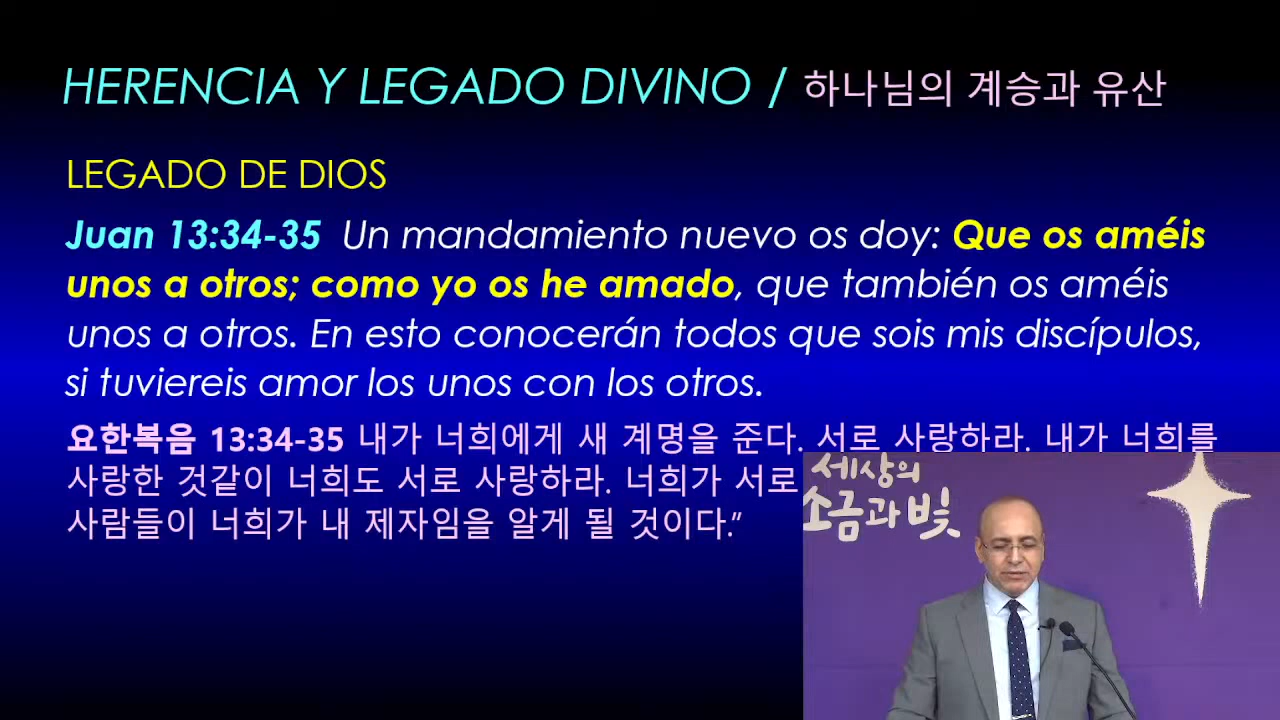 HERENCIA Y LEGADO DIVINO / 하나님의 계승과 유산
LEGADO DE DIOS
Juan 13:34-35 Un mandamiento nuevo os doy: Que os améis
unos a otros; como yo os he amado, que también os améis
unos a otros. En esto conocerán todos que sois mis discípulos,
si tuviereis amor los unos con los otros.
요한복음 13:34-35 내가 너희에게 새 계명을 준다. 서로 사랑하라. 내가 너희를
사랑한 것같이 너희도 서로 사랑하라. 너희가 서로
사람들이 너희가 내 제자임을 알게 될 것이다.”
세상의
소금과 빛